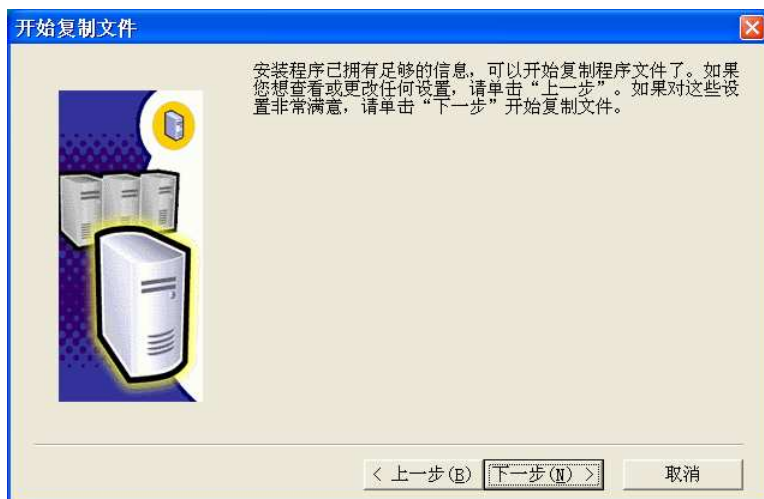 开始复制文件
安装程序已拥有足够的信息，可以开始复制程序文件了。如果
您想查看或更改任何设置，请单击“上一步”。如果对这些设
置非常满意，请单击“下一步”开始复制文件。
< 上一步(B) 下一步(N) > 取消